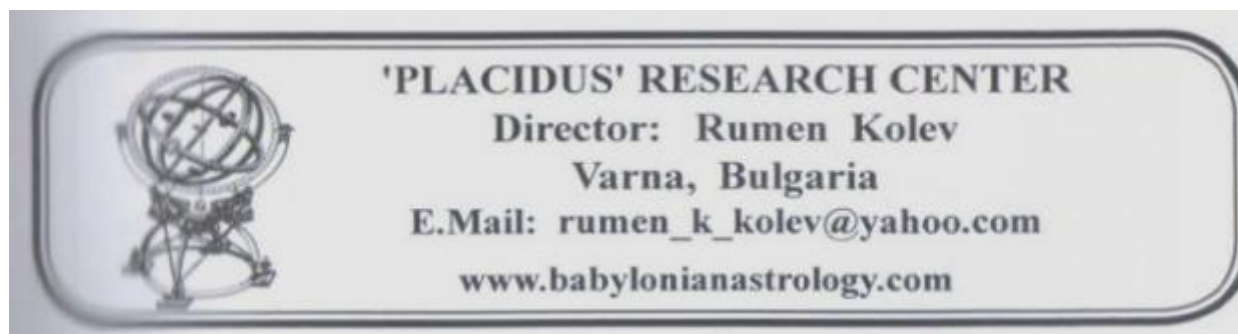 'PLACIDUS' RESEARCH CENTER
Director: Rumen Kolev
Varna, Bulgaria
E.Mail: rumen_k_kolev@yahoo.com
www.babylonianastrology.com